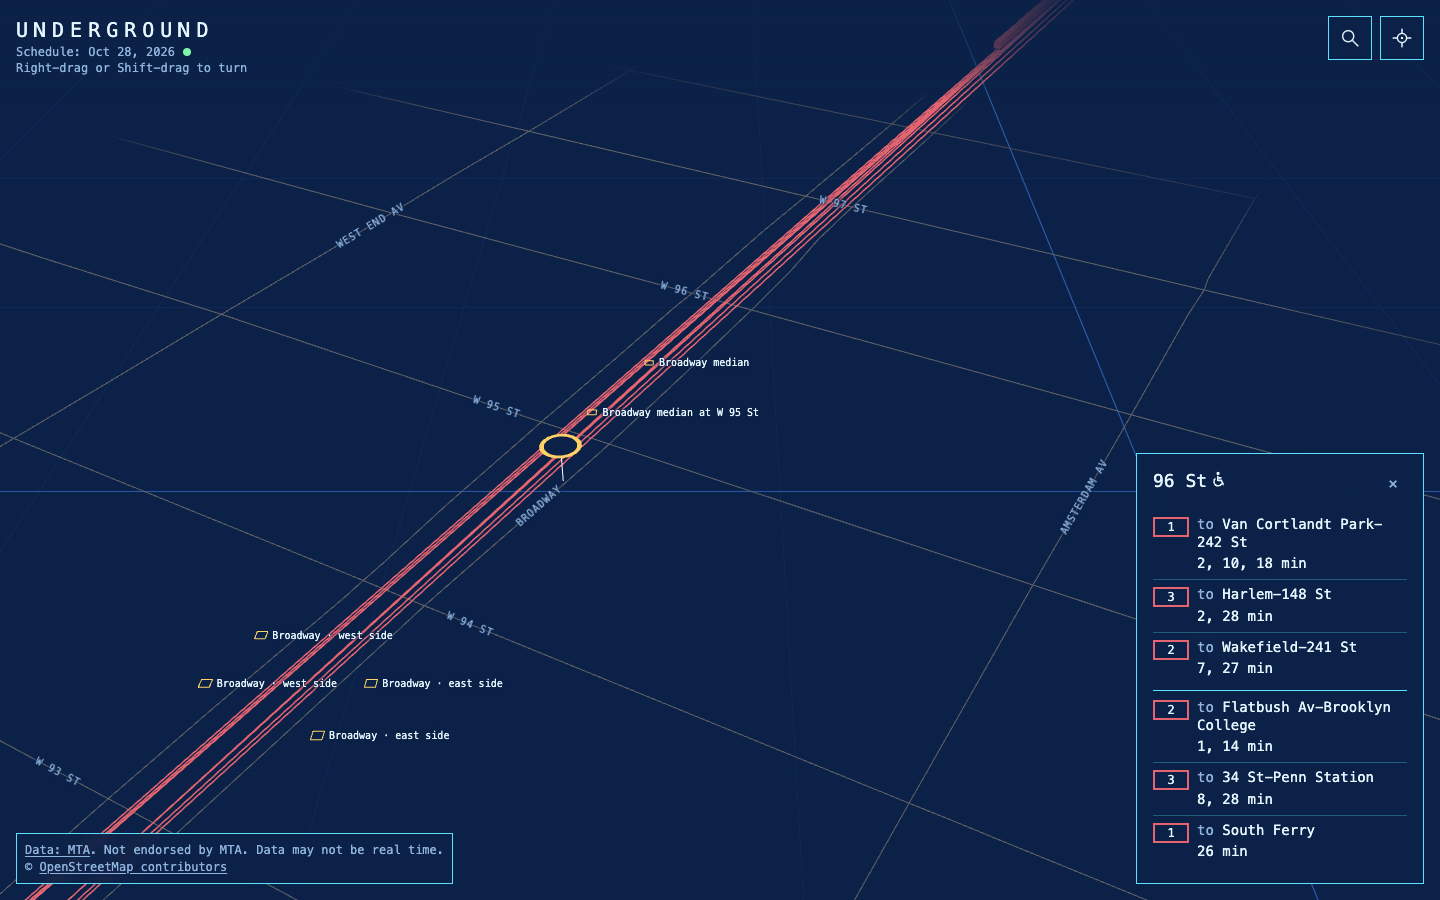 UNDERGROUND
Schedule: Oct 28, 2026
Right-drag or Shift-drag to turn
WEST END AV
W 97 ST
W 96 ST
Broadway median
W 95 ST
Broadway median at W 95 St
BROADWAY
AMSTERDAM AV
W 94 ST
Broadway · west side
Broadway · west side
Broadway · east side
Broadway · east side
W 93 ST
96 St
×
1 to Van Cortlandt Park–
242 St
2, 10, 18 min
3 to Harlem–148 St
2, 28 min
2 to Wakefield–241 St
7, 27 min
2 to Flatbush Av–Brooklyn
College
1, 14 min
3 to 34 St–Penn Station
8, 28 min
1 to South Ferry
26 min
Data: MTA. Not endorsed by MTA. Data may not be real time.
© OpenStreetMap contributors